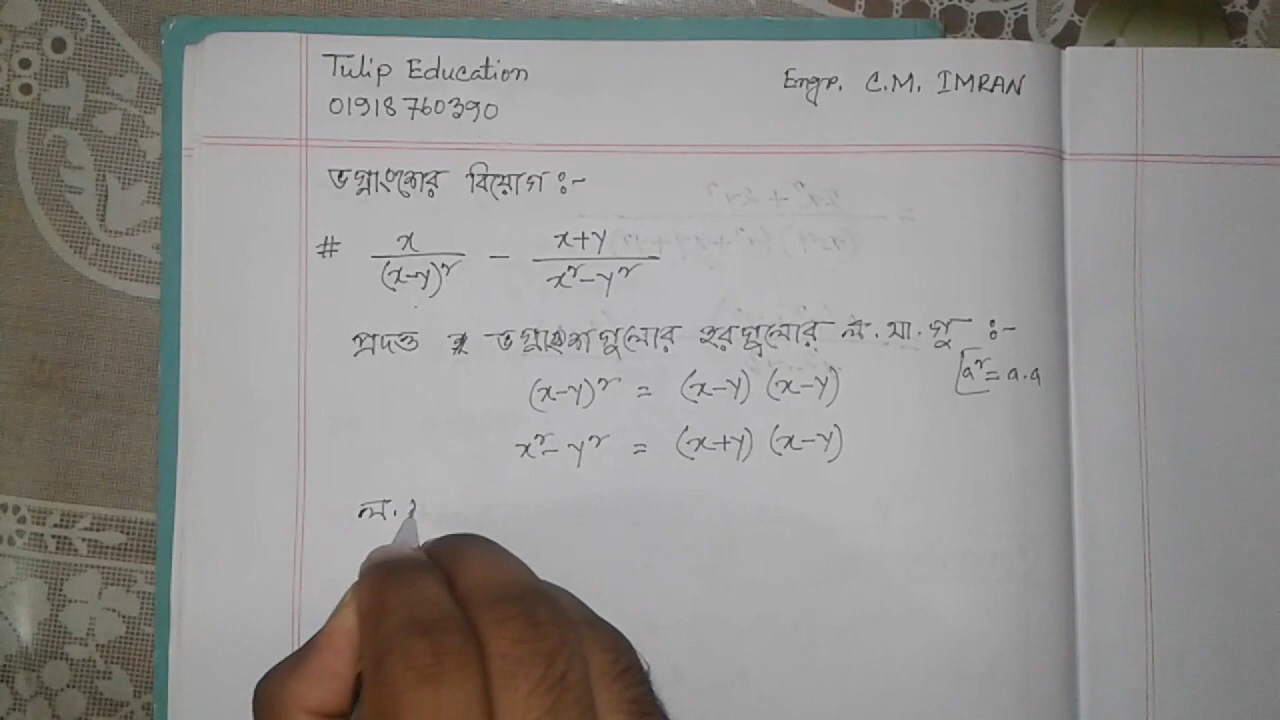 Tulip Education
Engr. C.M. IMRAN
01918760390
ভগ্নাংশের বিয়োগ :-
# x/(x-y)² - x+y/x²-y²
প্রদত্ত ভগ্নাংশগুলোর হরগুলোর ল.সা.গু :-
(x-y)² = (x-y) (x-y) [a² = a.a
x²-y² = (x+y) (x-y)
ল.